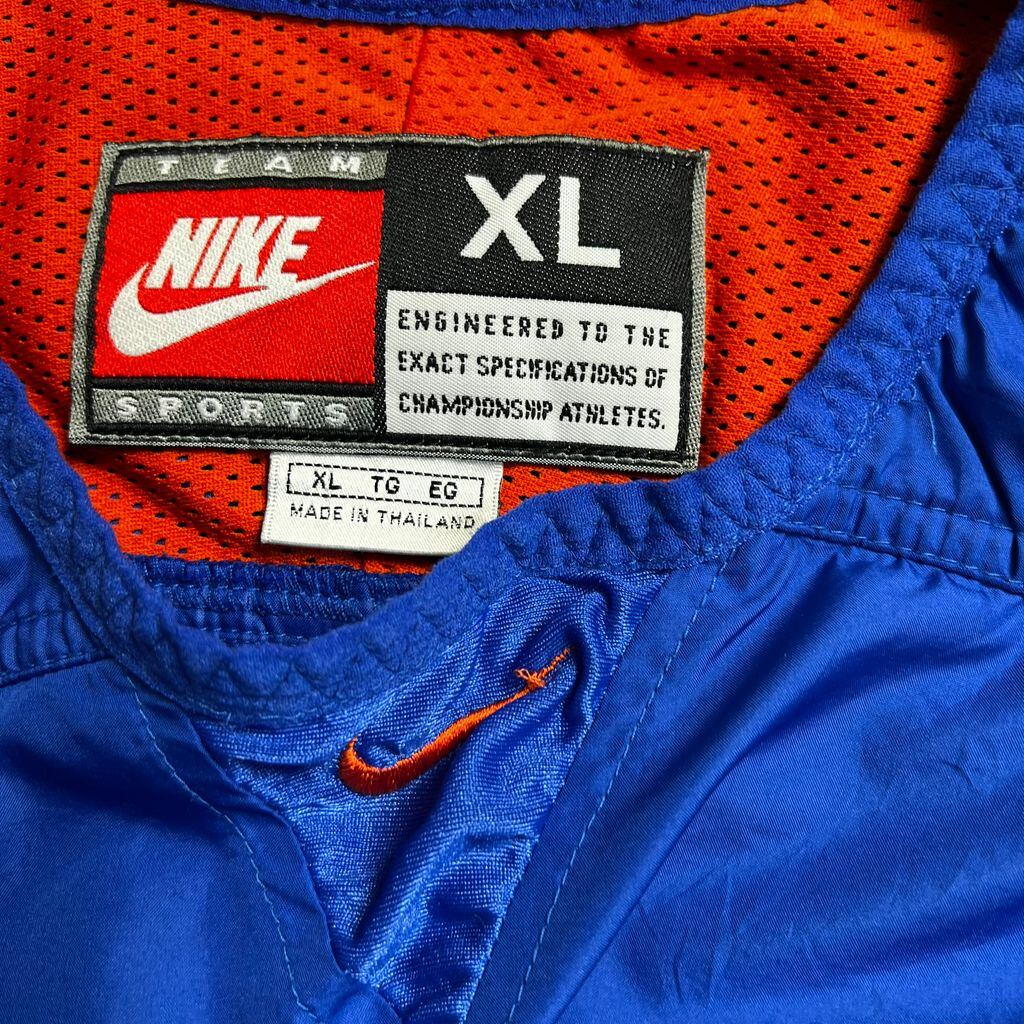 TEAM
NIKE
SPORTS
XL
ENGINEERED TO THE
EXACT SPECIFICATIONS OF
CHAMPIONSHIP ATHLETES.
XL TG EG
MADE IN THAILAND